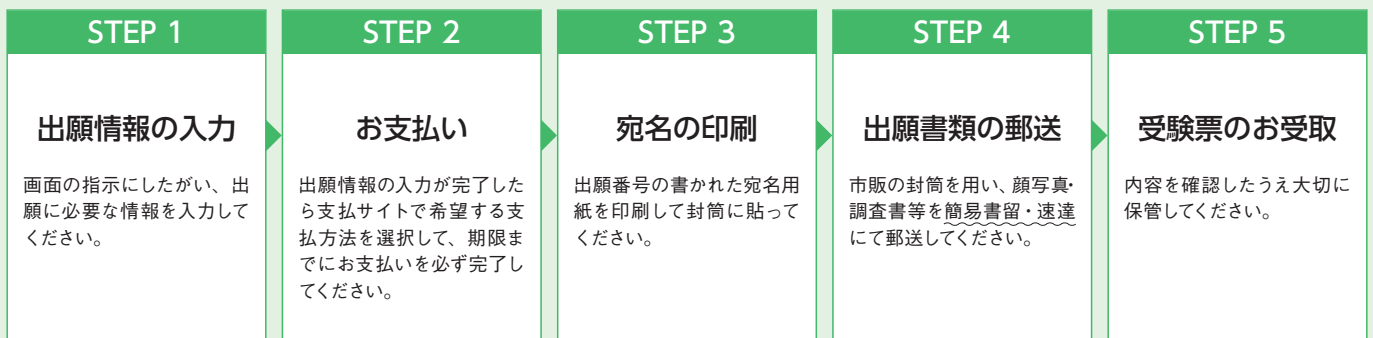 STEP 1
出願情報の入力
画面の指示にしたがい、出
願に必要な情報を入力して
ください。
STEP 2
お支払い
出願情報の入力が完了した
ら支払サイトで希望する支
払方法を選択して、期限ま
でにお支払いを必ず完了し
てください。
STEP 3
宛名の印刷
出願番号の書かれた宛名用
紙を印刷して封筒に貼って
ください。
STEP 4
出願書類の郵送
市販の封筒を用い、顔写真・
調査書等を簡易書留・速達
にて郵送してください。
STEP 5
受験票のお受取
内容を確認したうえ大切に
保管してください。